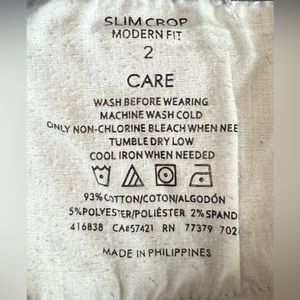 SLIM CROP
MODERN FIT
2
CARE
WASH BEFORE WEARING
MACHINE WASH COLD
ONLY NON-CHLORINE BLEACH WHEN NEE
TUMBLE DRY LOW
COOL IRON WHEN NEEDED
93% COTTON/COTON/ALGODÓN
5%POLYESTER/POLIÉSTER 2%SPAND
416838 CA#57421 RN 77379 702
MADE IN PHILIPPINES